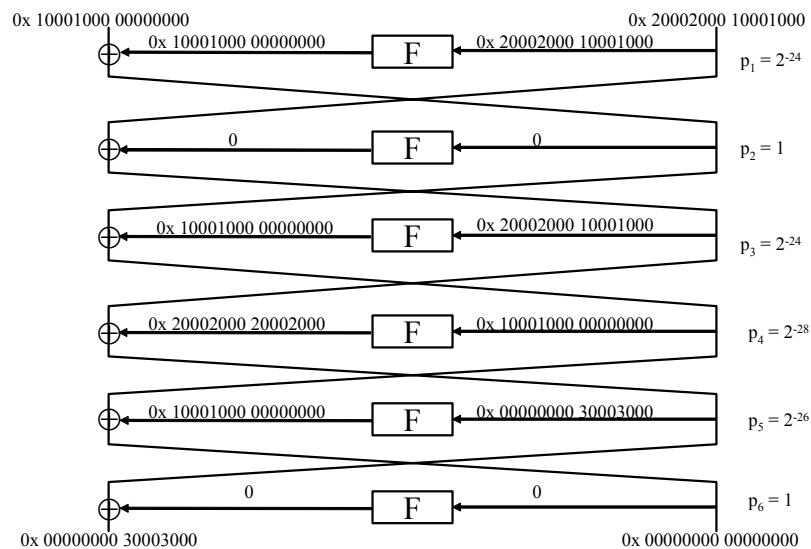 0x 10001000 00000000 0x 20002000 10001000
0x 10001000 00000000 F 0x 20002000 10001000 p₁ = 2⁻²⁴
0 F 0 p₂ = 1
0x 10001000 00000000 F 0x 20002000 10001000 p₃ = 2⁻²⁴
0x 20002000 20002000 F 0x 10001000 00000000 p₄ = 2⁻²⁸
0x 10001000 00000000 F 0x 00000000 30003000 p₅ = 2⁻²⁶
0 F 0 p₆ = 1
0x 00000000 30003000 0x 00000000 00000000